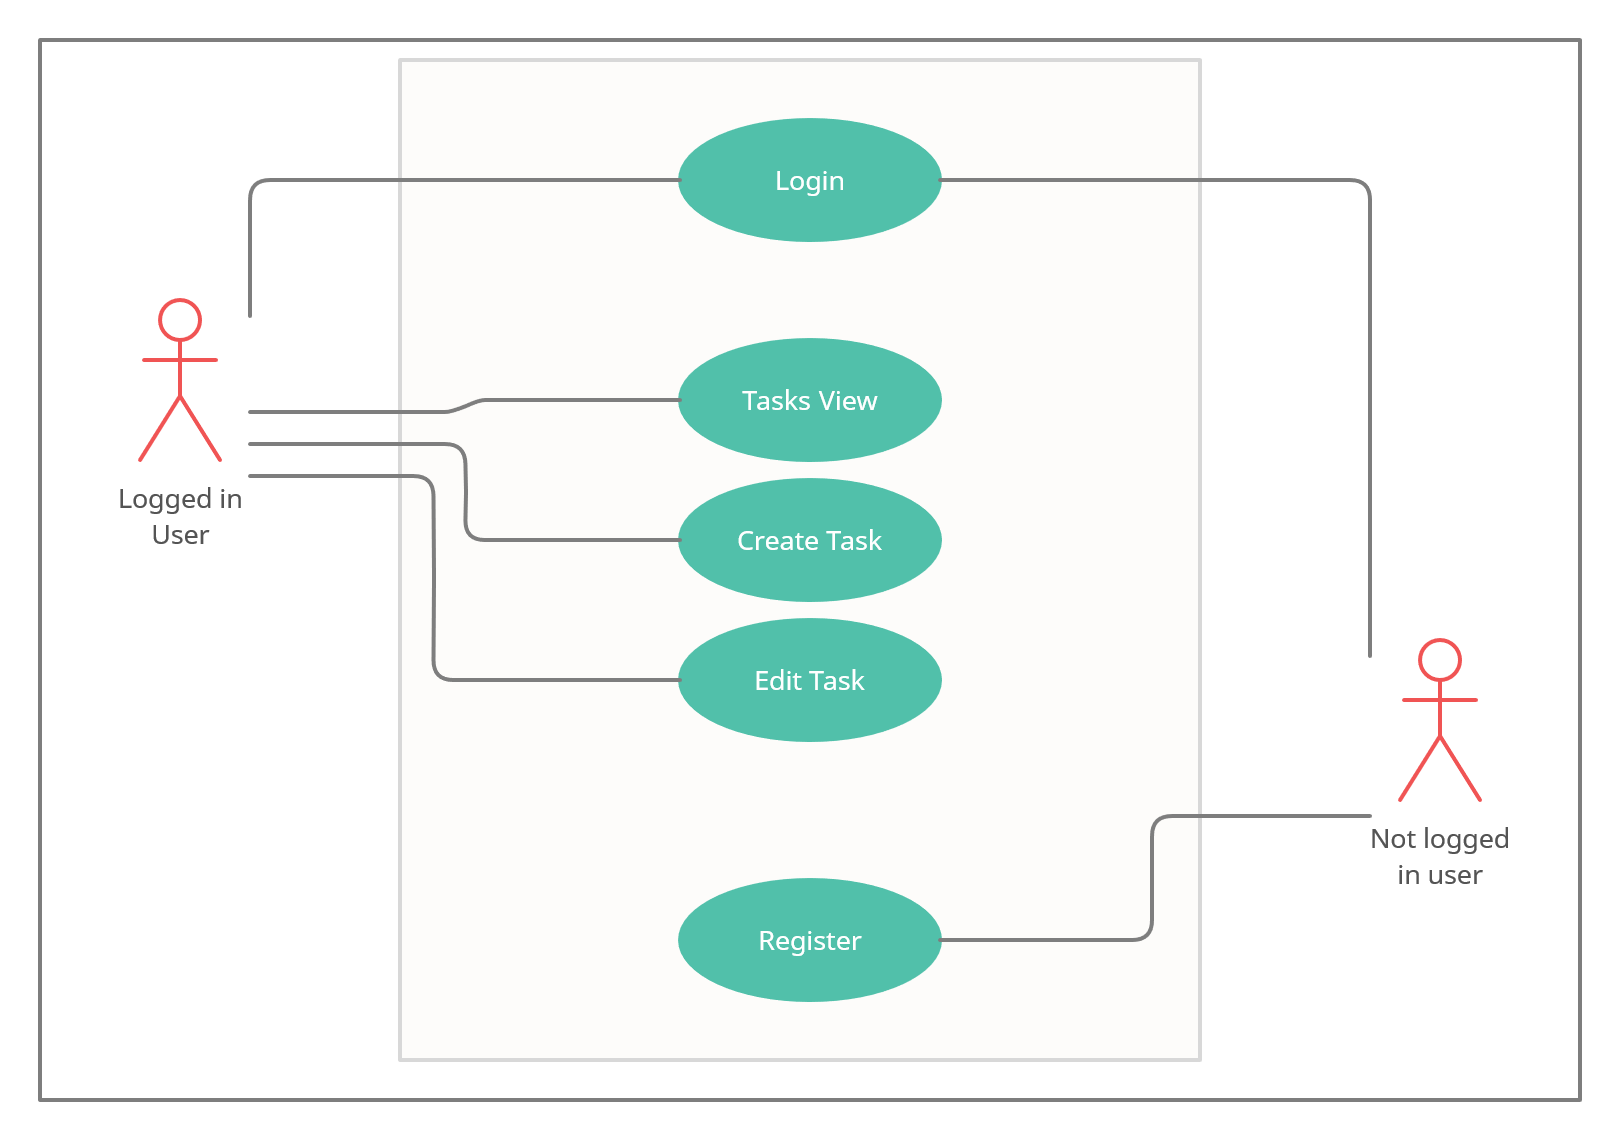 Login
Tasks View
Create Task
Edit Task
Register
Logged in
User
Not logged
in user